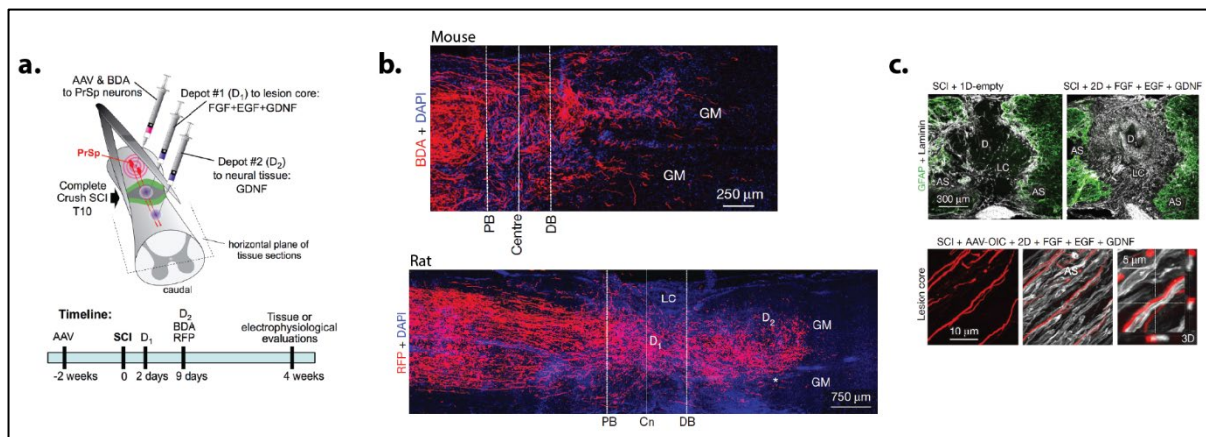 a.
AAV & BDA
to PrSp neurons
Depot #1 (D1) to lesion core:
FGF+EGF+GDNF
PrSp
Depot #2 (D2)
to neural tissue:
GDNF
Complete
Crush SCI
T10
horizontal plane of
tissue sections
caudal
Timeline:
AAV
SCI
D1
D2
BDA
RFP
Tissue or
electrophysiological
evaluations
-2 weeks
0
2 days
9 days
4 weeks
b.
Mouse
BDA + DAPI
GM
GM
250 µm
PB
Centre
DB
Rat
RFP + DAPI
LC
D2
GM
D1
*
GM
750 µm
PB
Cn
DB
c.
SCI + 1D-empty
SCI + 2D + FGF + EGF + GDNF
GFAP + Laminin
D
LC
AS
AS
300 µm
D
AS
LC
AS
SCI + AAV-OIC + 2D + FGF + EGF + GDNF
Lesion core
10 µm
AS
5 µm
3D